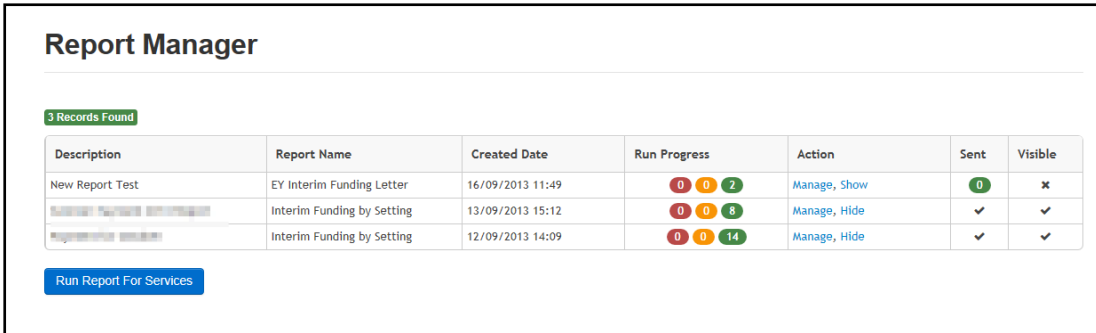 Report Manager
3 Records Found
Description Report Name Created Date Run Progress Action Sent Visible
New Report Test EY Interim Funding Letter 16/09/2013 11:49 0 0 2 Manage, Show 0
Interim Funding by Setting 13/09/2013 15:12 0 0 8 Manage, Hide
Interim Funding by Setting 12/09/2013 14:09 0 0 14 Manage, Hide
Run Report For Services